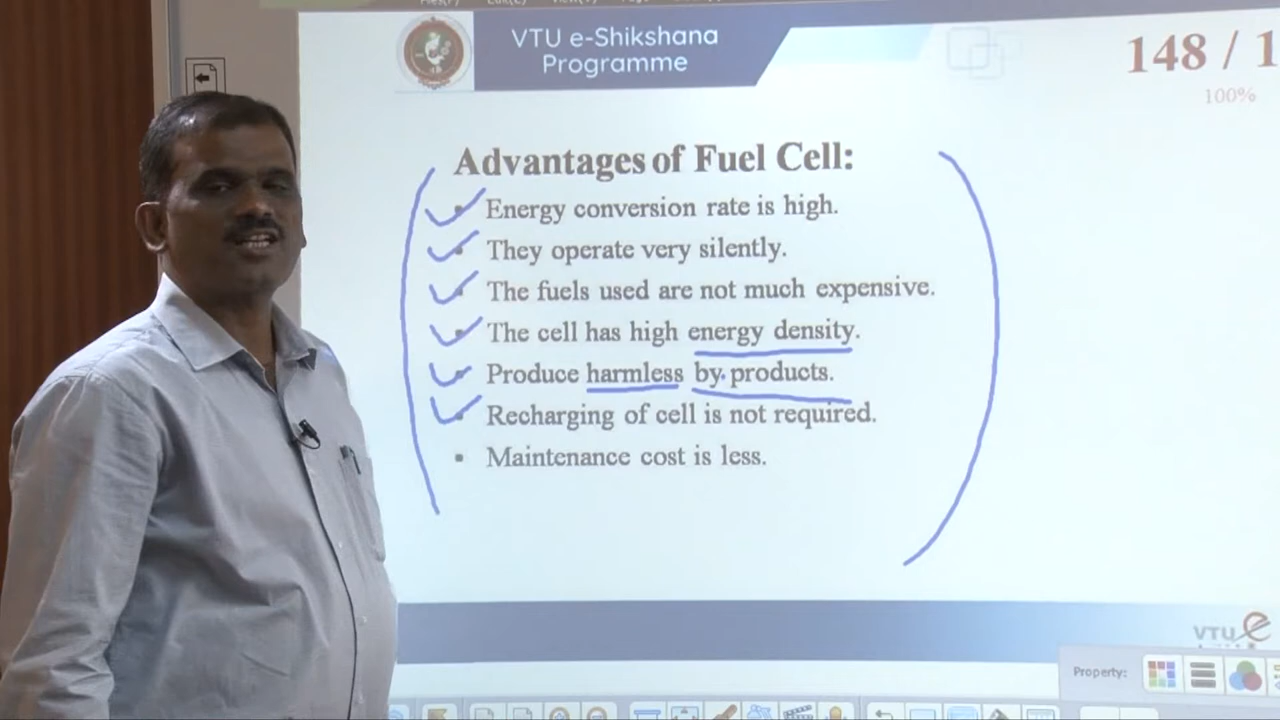 VTU e-Shikshana
Programme
148 / 1
100%
Advantages of Fuel Cell:
• Energy conversion rate is high.
• They operate very silently.
• The fuels used are not much expensive.
• The cell has high energy density.
• Produce harmless by products.
• Recharging of cell is not required.
• Maintenance cost is less.
VTU e
Property: